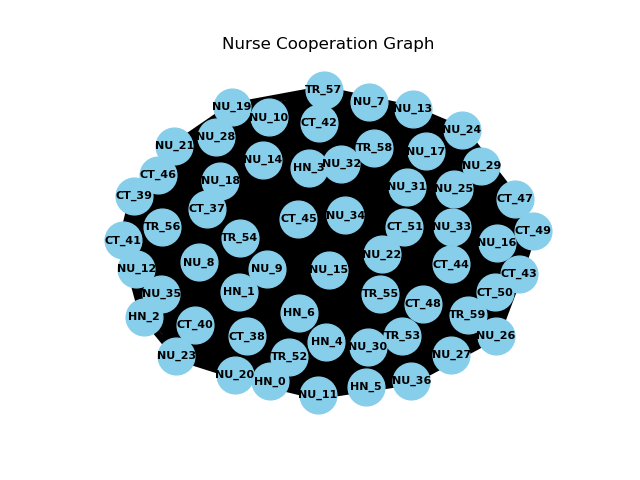 Nurse Cooperation Graph
TR_57
NU_7
NU_19
NU_13
NU_10
CT_42
NU_24
NU_28
NU_21
TR_58
NU_17
NU_14
NU_32
HN_3
NU_29
CT_46
NU_18
NU_31
NU_25
CT_39
CT_47
CT_37
NU_34
CT_45
TR_56
CT_51
NU_33
CT_49
TR_54
CT_41
NU_16
NU_22
NU_8
CT_44
NU_12
NU_9
NU_15
CT_43
HN_1
NU_35
TR_55
CT_50
CT_48
HN_6
HN_2
TR_59
CT_40
CT_38
TR_53
NU_26
HN_4
NU_30
NU_23
TR_52
NU_27
NU_20
HN_0
NU_36
HN_5
NU_11